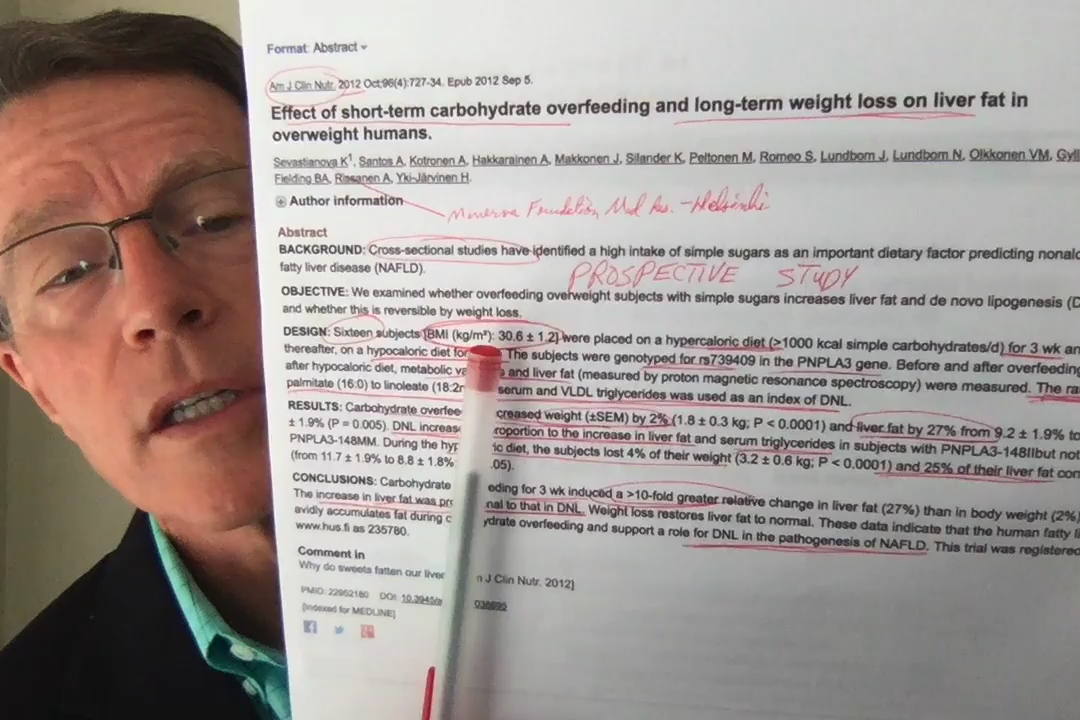 Format: Abstract
Am J Clin Nutr. 2012 Oct;96(4):727-34. Epub 2012 Sep 5.
Effect of short-term carbohydrate overfeeding and long-term weight loss on liver fat in
overweight humans.
Sevastianova K1, Santos A, Kotronen A, Hakkarainen A, Makkonen J, Silander K, Peltonen M, Romeo S, Lundbom J, Lundbom N, Olkkonen VM, Gyll
Fielding BA, Rissanen A, Yki-Järvinen H.
Author information
Minerva Foundation Med Res. - Helsinki
Abstract
BACKGROUND: Cross-sectional studies have identified a high intake of simple sugars as an important dietary factor predicting nonalc
fatty liver disease (NAFLD).
PROSPECTIVE STUDY
OBJECTIVE: We examined whether overfeeding overweight subjects with simple sugars increases liver fat and de novo lipogenesis (D
and whether this is reversible by weight loss.
DESIGN: Sixteen subjects [BMI (kg/m²): 30.6 ± 1.2] were placed on a hypercaloric diet (>1000 kcal simple carbohydrates/d) for 3 wk an
thereafter, on a hypocaloric diet for The subjects were genotyped for rs739409 in the PNPLA3 gene. Before and after overfeeding
after hypocaloric diet, metabolic va and liver fat (measured by proton magnetic resonance spectroscopy) were measured. The ra
palmitate (16:0) to linoleate (18:2n serum and VLDL triglycerides was used as an index of DNL.
RESULTS: Carbohydrate overfee creased weight (±SEM) by 2% (1.8 ± 0.3 kg; P < 0.0001) and liver fat by 27% from 9.2 ± 1.9% to
± 1.9% (P = 0.005). DNL increas roportion to the increase in liver fat and serum triglycerides in subjects with PNPLA3-148IIbut not
PNPLA3-148MM. During the hyp ic diet, the subjects lost 4% of their weight (3.2 ± 0.6 kg; P < 0.0001) and 25% of their liver fat con
(from 11.7 ± 1.9% to 8.8 ± 1.8% .05).
CONCLUSIONS: Carbohydrate eding for 3 wk induced a >10-fold greater relative change in liver fat (27%) than in body weight (2%)
The increase in liver fat was pro nal to that in DNL. Weight loss restores liver fat to normal. These data indicate that the human fatty li
avidly accumulates fat during c ydrate overfeeding and support a role for DNL in the pathogenesis of NAFLD. This trial was registered
www.hus.fi as 235780.
Comment in
Why do sweets fatten our liver n J Clin Nutr. 2012]
PMID: 22952180 DOI: 10.3945/a 038695
[Indexed for MEDLINE]